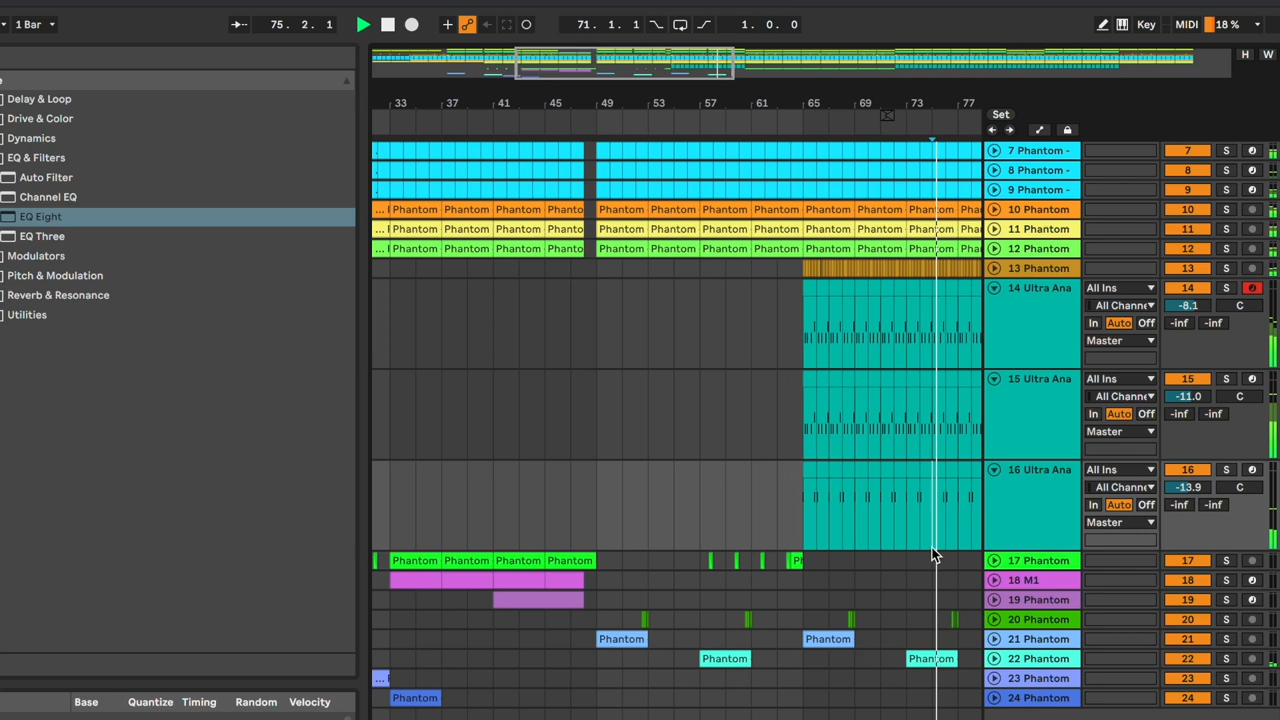 1 Bar 75. 2. 1 71. 1. 1 1. 0. 0 Key MIDI 18 %
H W
33 37 41 45 49 53 57 61 65 69 73 77
Set
Delay & Loop
Drive & Color
Dynamics
EQ & Filters
Auto Filter
Channel EQ
EQ Eight
EQ Three
Modulators
Pitch & Modulation
Reverb & Resonance
Utilities
7 Phantom - 7 S
8 Phantom - 8 S
9 Phantom - 9 S
... Phantom Phantom Phantom Phanto Phantom Phantom Phantom Phantom Phantom Phantom Phantom Pha 10 Phantom 10 S
... Phantom Phantom Phantom Phanto Phantom Phantom Phantom Phantom Phantom Phantom Phantom Pha 11 Phantom 11 S
... Phantom Phantom Phantom Phanto Phantom Phantom Phantom Phantom Phantom Phantom Phantom Pha 12 Phantom 12 S
13 Phantom 13 S
14 Ultra Ana All Ins 14 S
All Channe -8.1 C
In Auto Off -inf -inf
Master
15 Ultra Ana All Ins 15 S
All Channe -11.0 C
In Auto Off -inf -inf
Master
16 Ultra Ana All Ins 16 S
All Channe -13.9 C
In Auto Off -inf -inf
Master
Phantom Phantom Phantom Phantom 17 Phantom 17 S
18 M1 18 S
19 Phantom 19 S
20 Phantom 20 S
Phantom Phantom 21 Phantom 21 S
Phantom Phantom 22 Phantom 22 S
... 23 Phantom 23 S
Phantom 24 Phantom 24 S
Base Quantize Timing Random Velocity